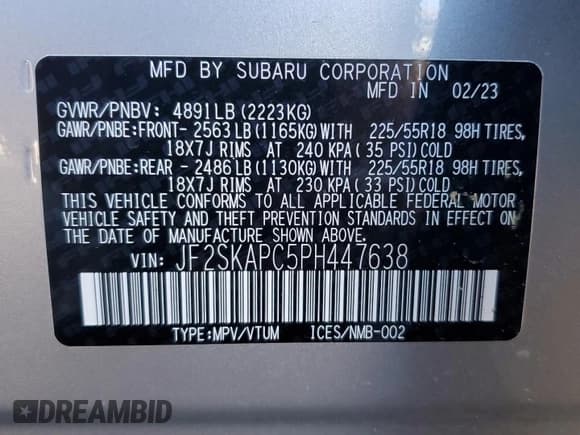 MFD BY SUBARU CORPORATION
MFD IN 02/23
GVWR/PNBV: 4891LB(2223KG)
GAWR/PNBE:FRONT- 2563LB(1165KG)WITH 225/55R18 98H TIRES,
18X7J RIMS AT 240 KPA( 35 PSI)COLD
GAWR/PNBE:REAR - 2486LB(1130KG)WITH 225/55R18 98H TIRES,
18X7J RIMS AT 230 KPA( 33 PSI)COLD
THIS VEHICLE CONFORMS TO ALL APPLICABLE FEDERAL MOTOR
VEHICLE SAFETY AND THEFT PREVENTION STANDARDS IN EFFECT ON
THE DATE OF MANUFACTURE SHOWN ABOVE.
VIN: JF2SKAPC5PH447638
TYPE:MPV/VTUM ICES/NMB-002
DREAMBID